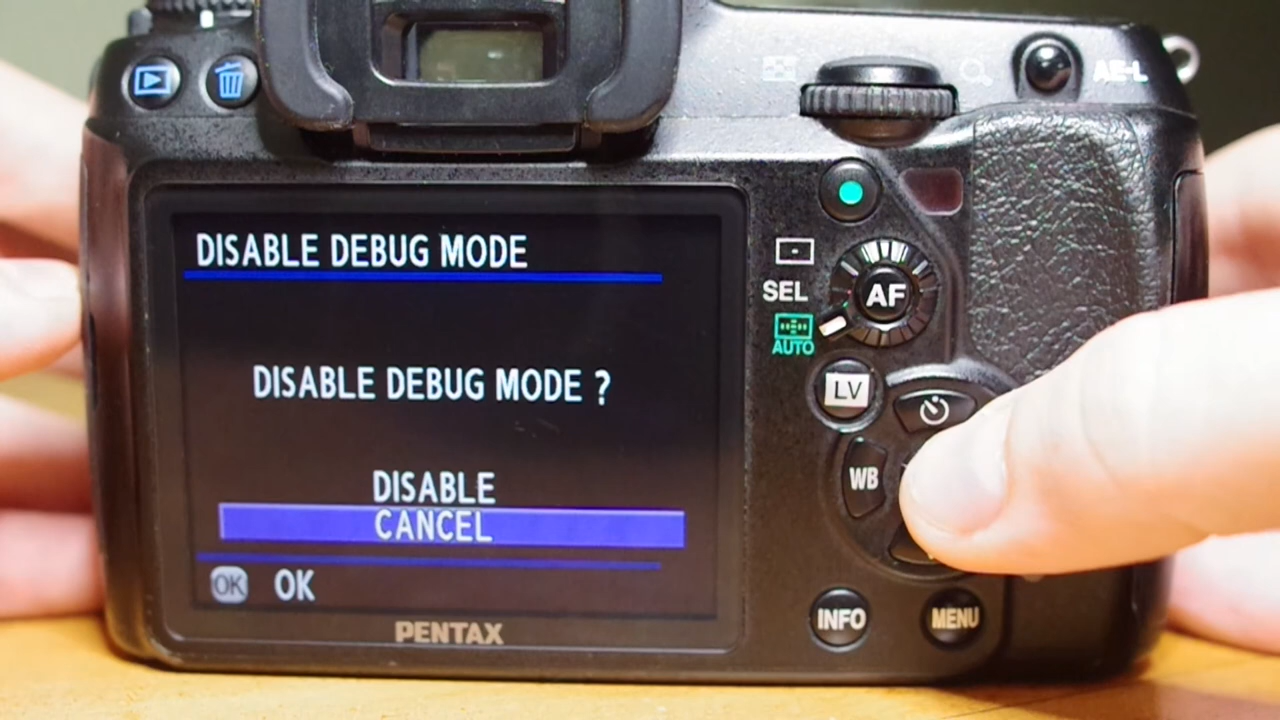 AE-L
DISABLE DEBUG MODE
SEL
AF
AUTO
DISABLE DEBUG MODE ?
LV
WB
DISABLE
CANCEL
OK OK
INFO MENU
PENTAX